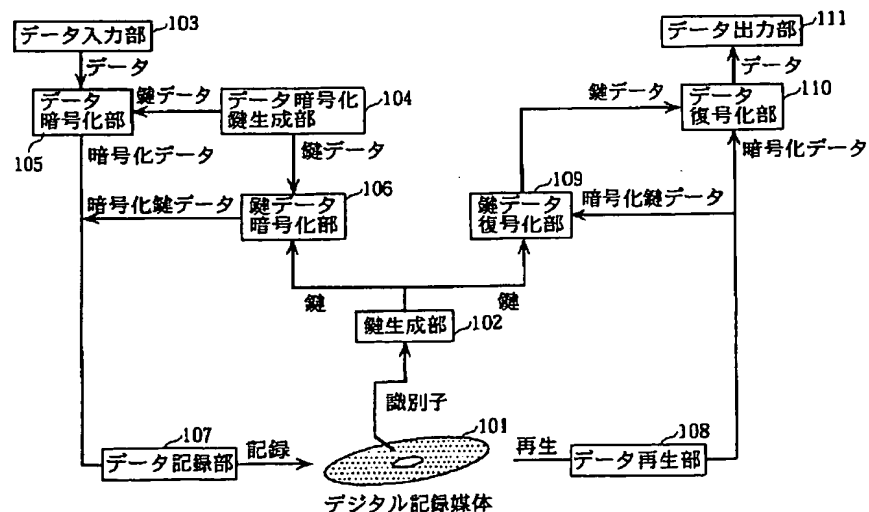 データ入力部
103
データ
データ
暗号化部
105
鍵データ
データ暗号化
鍵生成部
104
鍵データ
暗号化データ
暗号化鍵データ
鍵データ
暗号化部
106
データ出力部
111
データ
データ
復号化部
110
鍵データ
暗号化データ
鍵データ
復号化部
109
暗号化鍵データ
鍵
鍵
鍵生成部
102
識別子
101
デジタル記録媒体
データ記録部
107
記録
再生
データ再生部
108